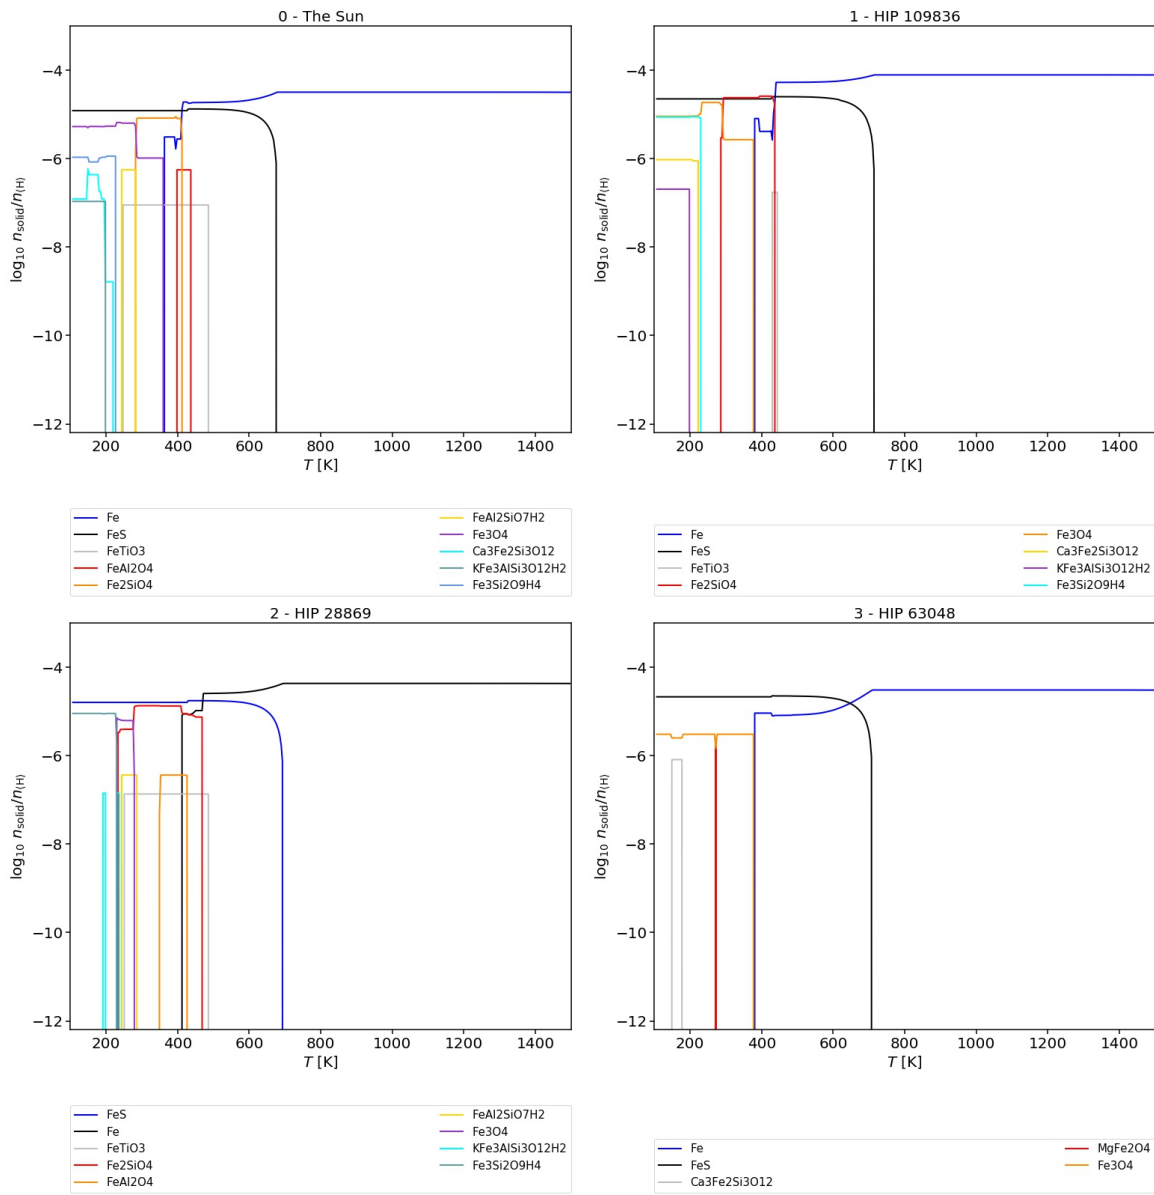 0 - The Sun
−4
−6
−8
−10
−12
log10 nsolid/n⟨H⟩
200 400 600 800 1000 1200 1400
T [K]
Fe
FeS
FeTiO3
FeAl2O4
Fe2SiO4
FeAl2SiO7H2
Fe3O4
Ca3Fe2Si3O12
KFe3AlSi3O12H2
Fe3Si2O9H4
1 - HIP 109836
−4
−6
−8
−10
−12
log10 nsolid/n⟨H⟩
200 400 600 800 1000 1200 1400
T [K]
Fe
FeS
FeTiO3
Fe2SiO4
Fe3O4
Ca3Fe2Si3O12
KFe3AlSi3O12H2
Fe3Si2O9H4
2 - HIP 28869
−4
−6
−8
−10
−12
log10 nsolid/n⟨H⟩
200 400 600 800 1000 1200 1400
T [K]
FeS
Fe
FeTiO3
Fe2SiO4
FeAl2O4
FeAl2SiO7H2
Fe3O4
KFe3AlSi3O12H2
Fe3Si2O9H4
3 - HIP 63048
−4
−6
−8
−10
−12
log10 nsolid/n⟨H⟩
200 400 600 800 1000 1200 1400
T [K]
Fe
FeS
Ca3Fe2Si3O12
MgFe2O4
Fe3O4